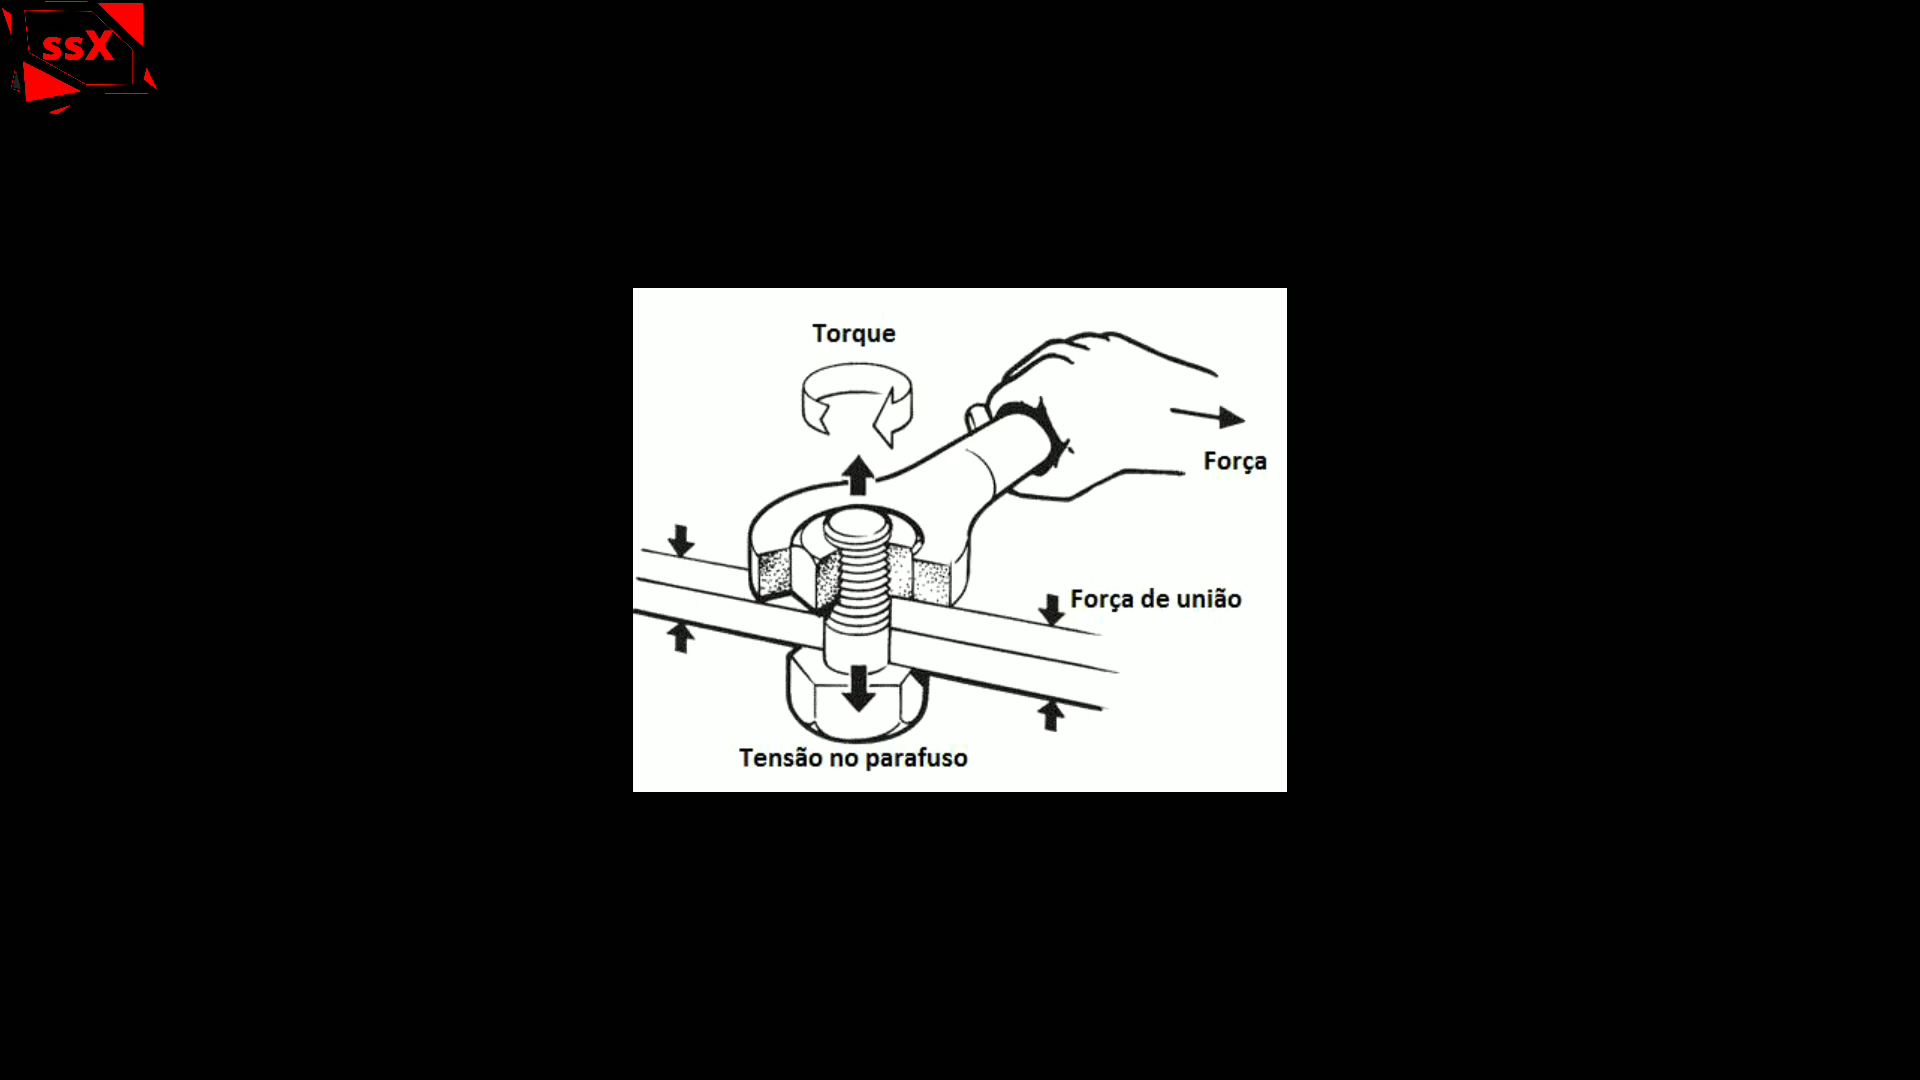 ssX
Torque
Força
Força de união
Tensão no parafuso